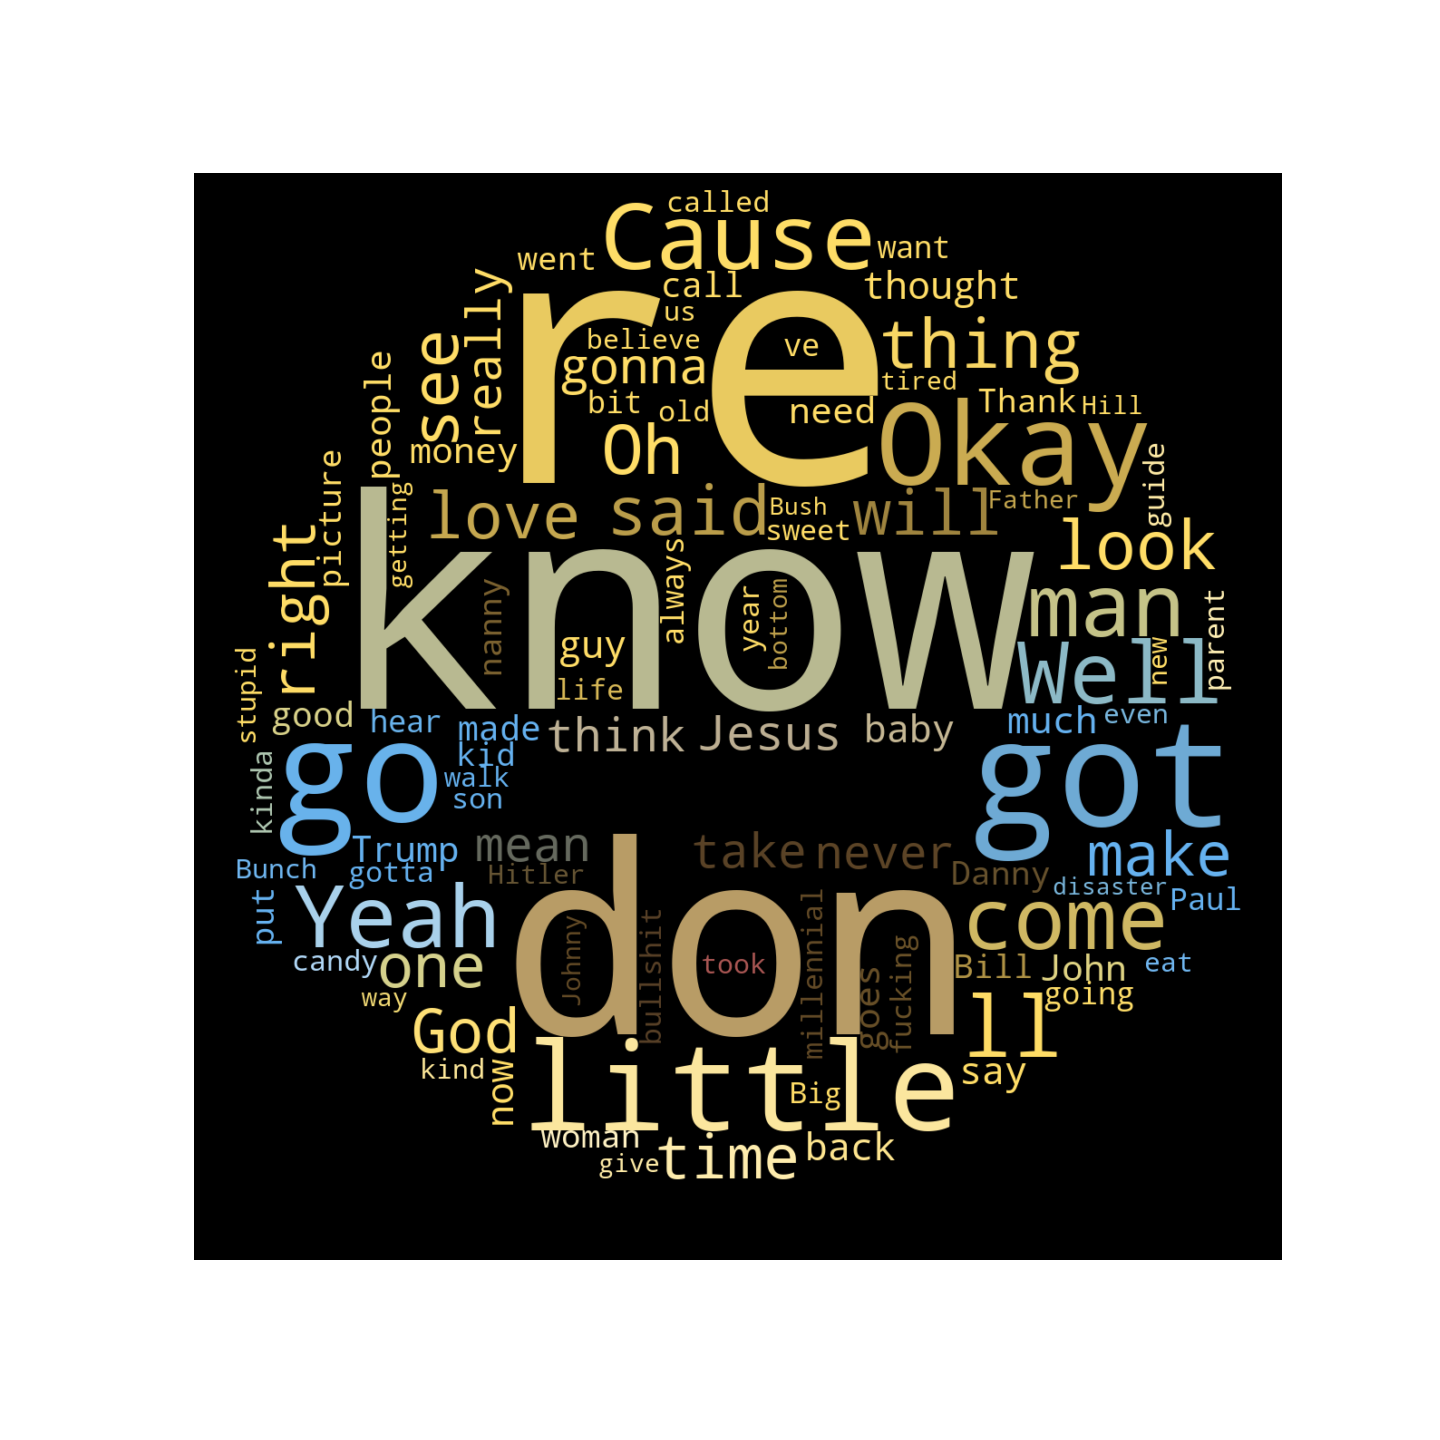 called
Cause
want
went
call
thought
really
re
us
believe
ve
thing
see
gonna
tired
people
bit
old
need
Thank
Hill
money
Oh
Okay
picture
getting
love
said
Bush
sweet
will
Father
guide
right
know
look
always
nanny
year
bottom
man
guy
life
Well
new
parent
stupid
good
hear
made
think
Jesus
baby
much
even
kid
walk
son
go
got
kinda
Trump
mean
take
never
make
Bunch
gotta
Hitler
Danny
disaster
Paul
put
Yeah
don
come
candy
one
Johnny
bullshit
took
millennial
goes
fucking
Bill
John
eat
way
going
God
ll
kind
now
little
Big
say
woman
give
time
back